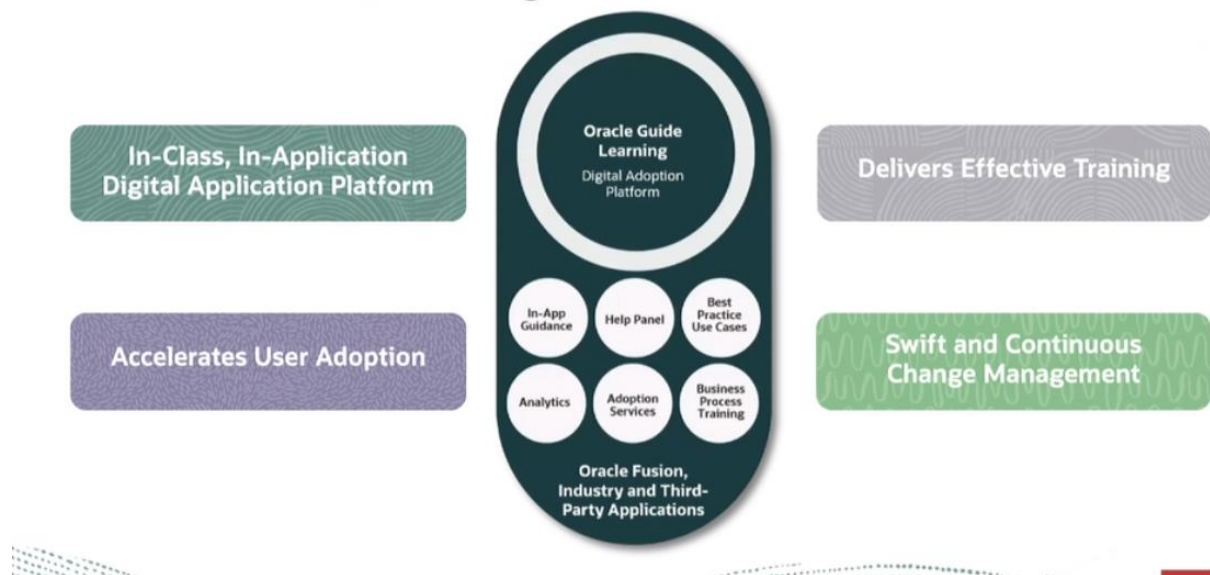 In-Class, In-Application
Digital Application Platform
Accelerates User Adoption
Oracle Guide
Learning
Digital Adoption
Platform
In-App
Guidance
Help Panel
Best
Practice
Use Cases
Analytics
Adoption
Services
Business
Process
Training
Oracle Fusion,
Industry and Third-
Party Applications
Delivers Effective Training
Swift and Continuous
Change Management